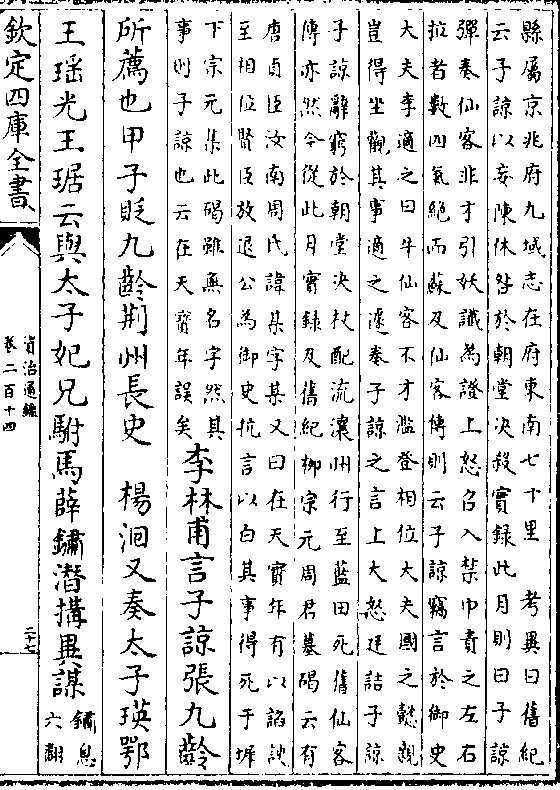 縣屬京兆府九域志在府東南七十里 考異曰舊紀
云子諒以妄陳休咎於朝堂決殺實錄此月則曰子諒
彈奏仙客非才引妖讖為證上怒召入禁中責之左右
拉者數四氣絕而蘇及仙客傳則云子諒竊言於御史
大夫李適之曰牛仙客不才濫登相位大夫國之懿親
豈得坐觀其事適之遽奏子諒之言上大怒廷詰子諒
子諒辭窮於朝堂決杖配流瀼州行至藍田死舊仙客
傳亦然今從此月實錄及舊紀柳宗元周君墓碣云有
唐貞臣汝南周氏諱某字某又曰在天寶年有以諂諛
至相位賢臣放退公為御史抗言以白其事得死于墀
下宗元集此碣雖無名字然其
事則子諒也云在天寶年誤矣
李林甫言子諒張九齡
所薦也甲子貶九齡荆州長史 楊洄又奏太子瑛鄂
王瑶光王琚云與太子妃兄駙馬薛鏽潛搆異謀
鏽息
六翻
欽定四庫全書
資治通鑑
卷二百十四
二十七